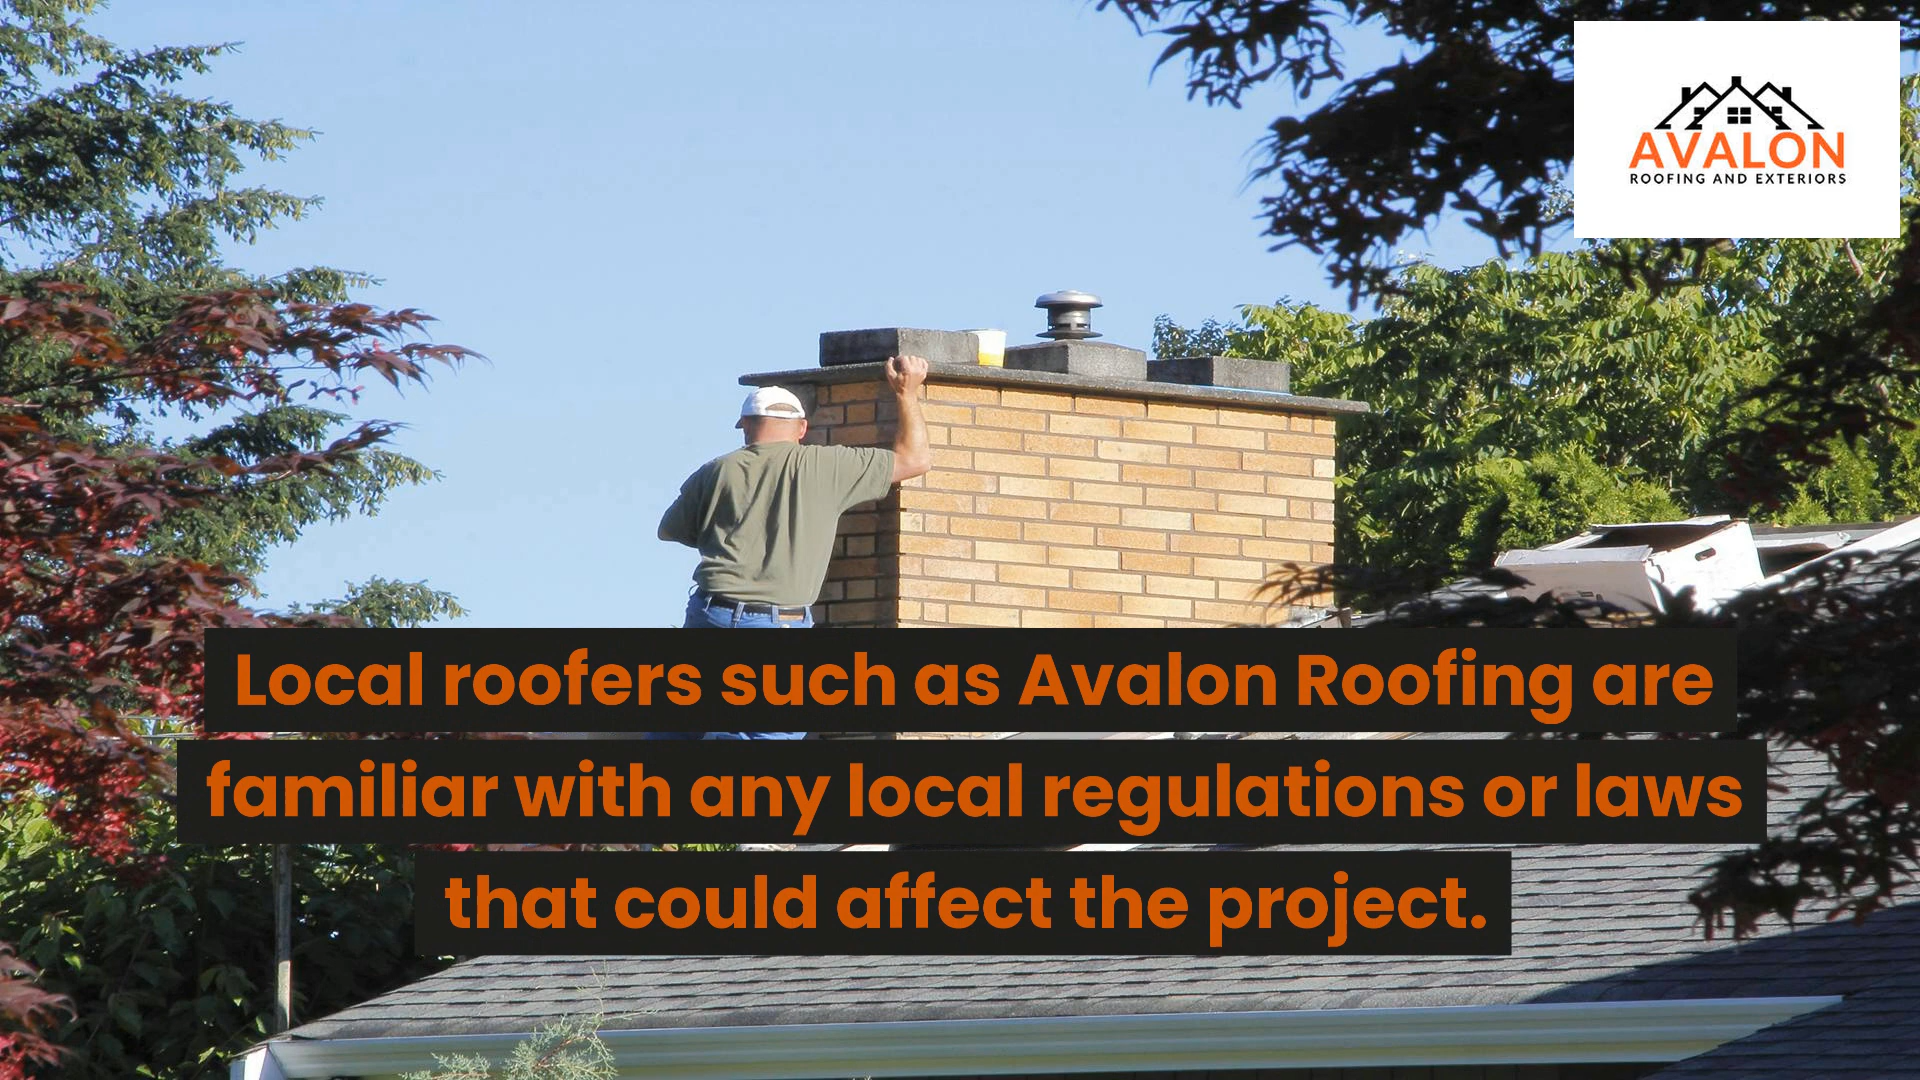 AVALON
ROOFING AND EXTERIORS
Local roofers such as Avalon Roofing are
familiar with any local regulations or laws
that could affect the project.